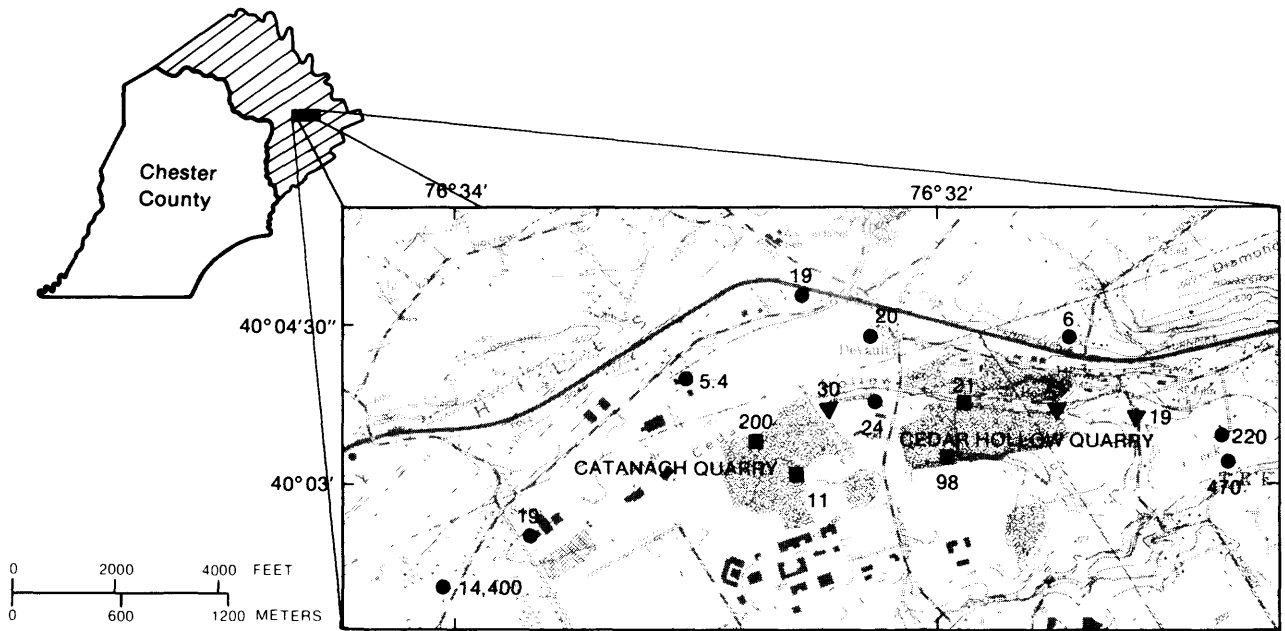 Chester
County
76°34'
76°32'
40°04'30"
40°03'
19
20
6
5.4
30
24
21
19
200
CATANACH QUARRY
11
CEDAR HOLLOW QUARRY
98
220
470
19
14,400
Devault
Diamond
H I L L S
0 2000 4000 FEET
0 600 1200 METERS